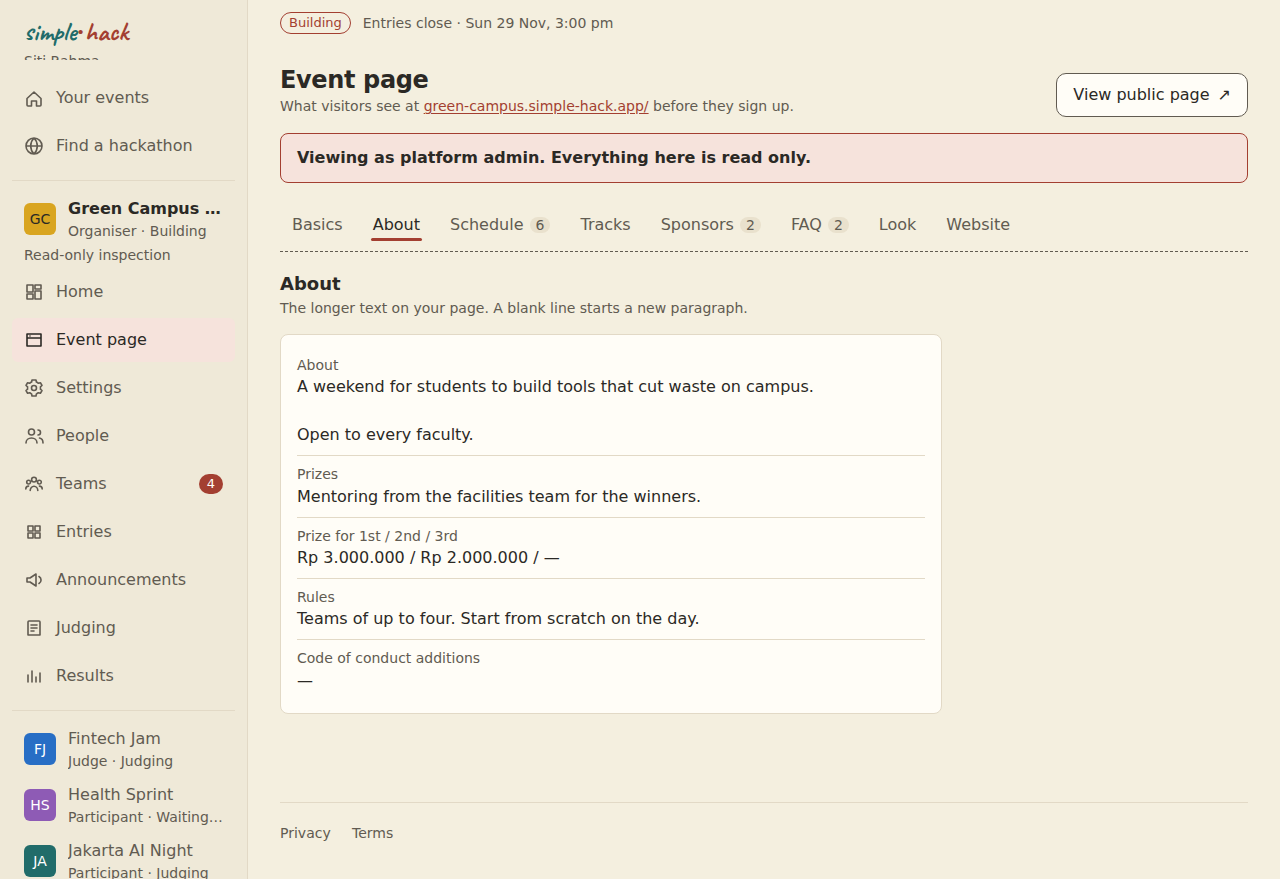 simple·hack
Siti Rahma
Your events
Find a hackathon
GC
Green Campus ...
Organiser · Building
Read-only inspection
Home
Event page
Settings
People
Teams 4
Entries
Announcements
Judging
Results
FJ
Fintech Jam
Judge · Judging
HS
Health Sprint
Participant · Waiting...
JA
Jakarta AI Night
Participant · Judging
Building Entries close · Sun 29 Nov, 3:00 pm
Event page
What visitors see at green-campus.simple-hack.app/ before they sign up.
View public page ↗
Viewing as platform admin. Everything here is read only.
Basics About Schedule 6 Tracks Sponsors 2 FAQ 2 Look Website
About
The longer text on your page. A blank line starts a new paragraph.
About
A weekend for students to build tools that cut waste on campus.
Open to every faculty.
Prizes
Mentoring from the facilities team for the winners.
Prize for 1st / 2nd / 3rd
Rp 3.000.000 / Rp 2.000.000 / —
Rules
Teams of up to four. Start from scratch on the day.
Code of conduct additions
—
Privacy Terms